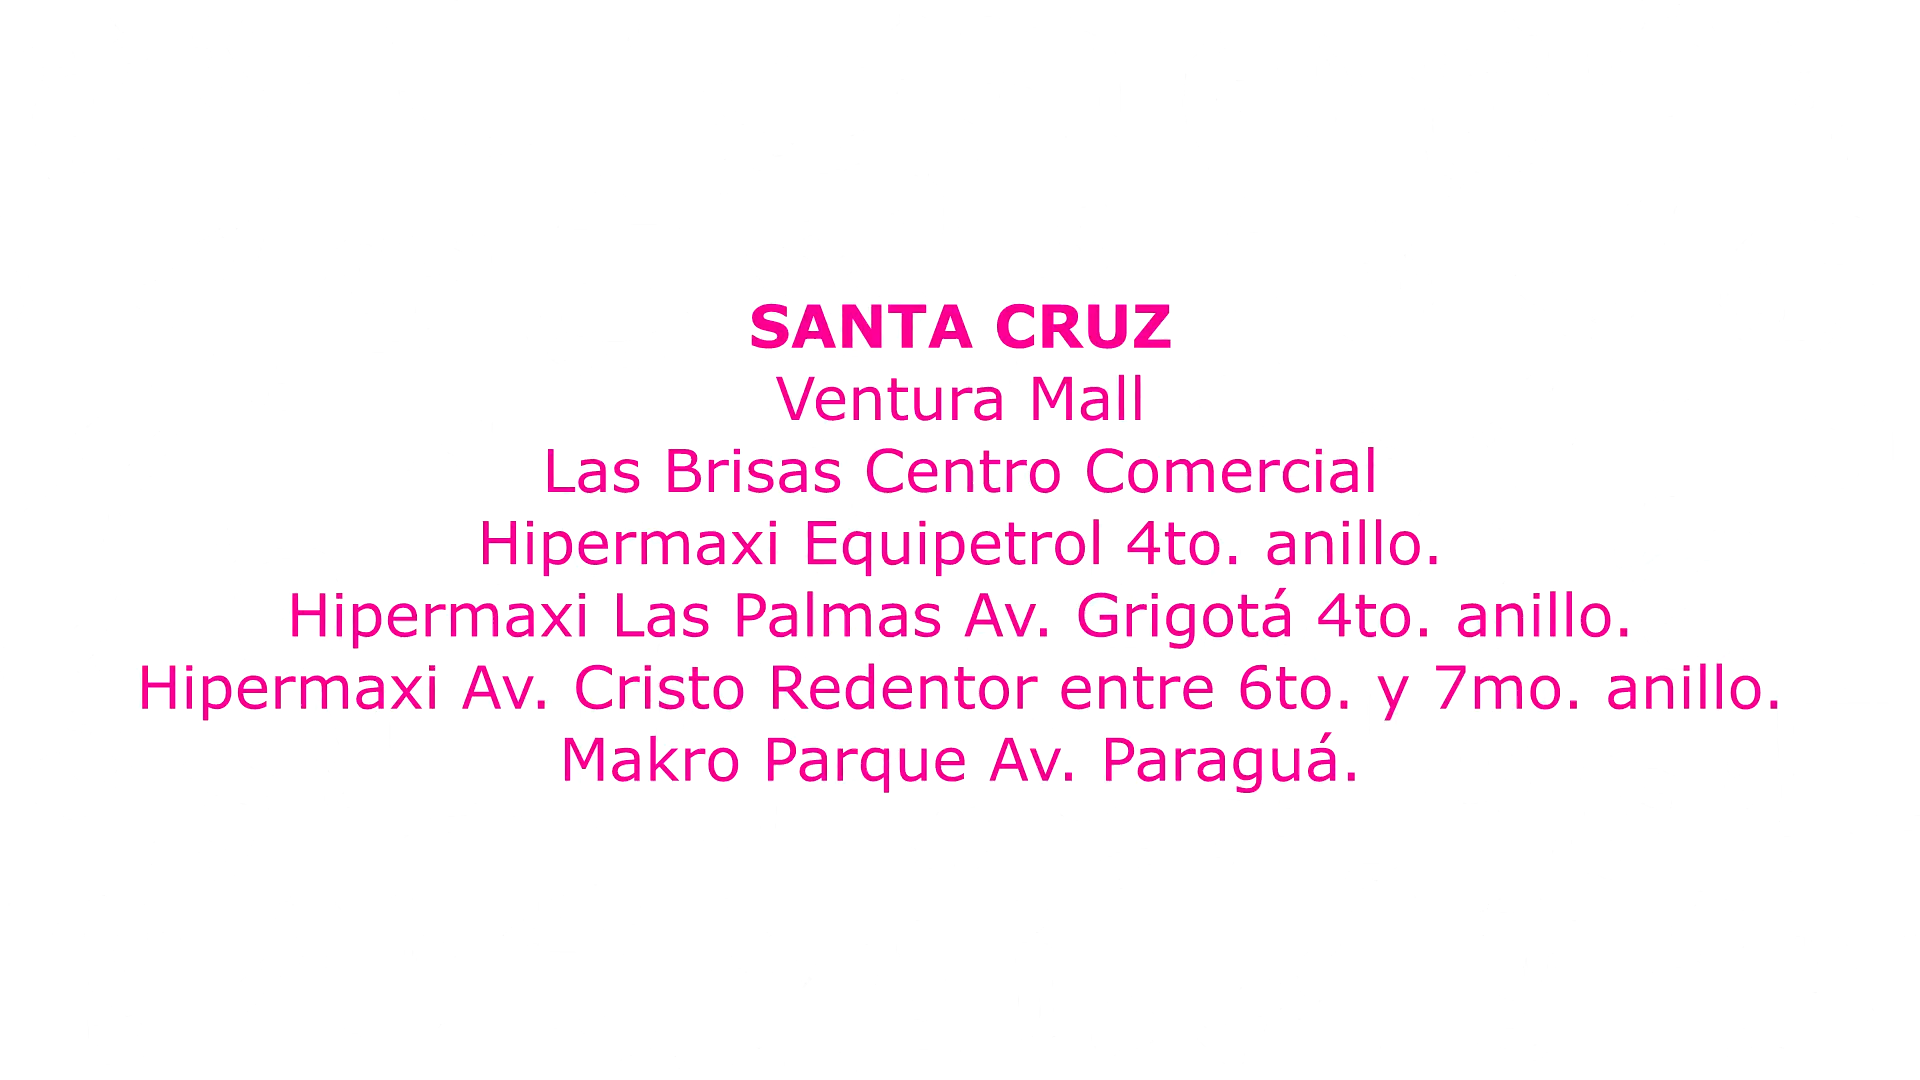 SANTA CRUZ
Ventura Mall
Las Brisas Centro Comercial
Hipermaxi Equipetrol 4to. anillo.
Hipermaxi Las Palmas Av. Grigotá 4to. anillo.
Hipermaxi Av. Cristo Redentor entre 6to. y 7mo. anillo.
Makro Parque Av. Paraguá.